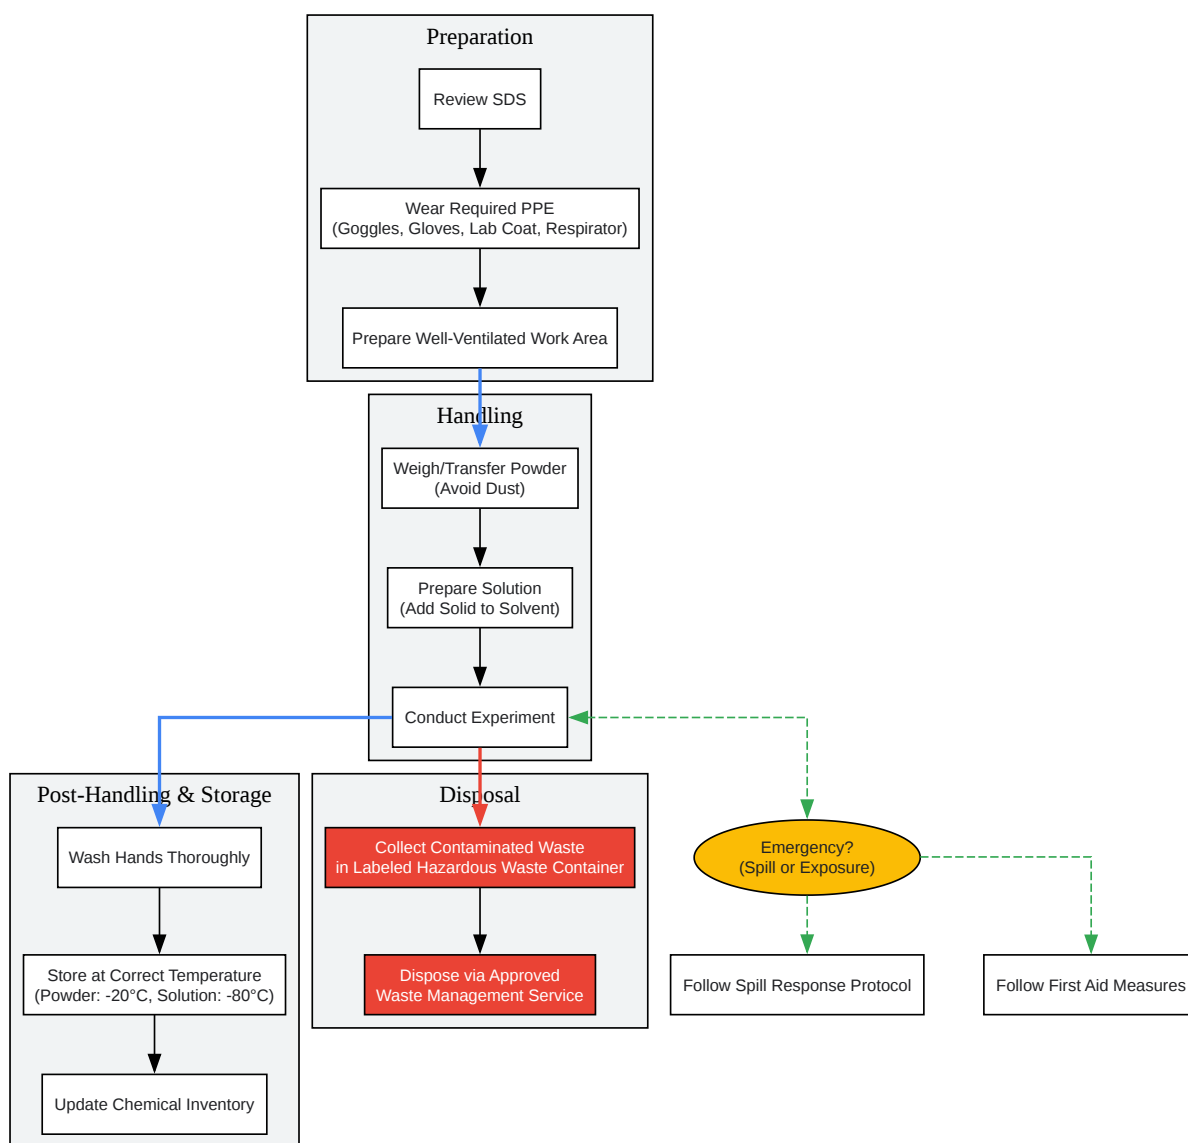 Preparation
Review SDS
Wear Required PPE
(Goggles, Gloves, Lab Coat, Respirator)
Prepare Well-Ventilated Work Area
Handling
Weigh/Transfer Powder
(Avoid Dust)
Prepare Solution
(Add Solid to Solvent)
Conduct Experiment
Post-Handling & Storage
Wash Hands Thoroughly
Store at Correct Temperature
(Powder: -20°C, Solution: -80°C)
Update Chemical Inventory
Disposal
Collect Contaminated Waste
in Labeled Hazardous Waste Container
Dispose via Approved
Waste Management Service
Emergency?
(Spill or Exposure)
Follow Spill Response Protocol
Follow First Aid Measures